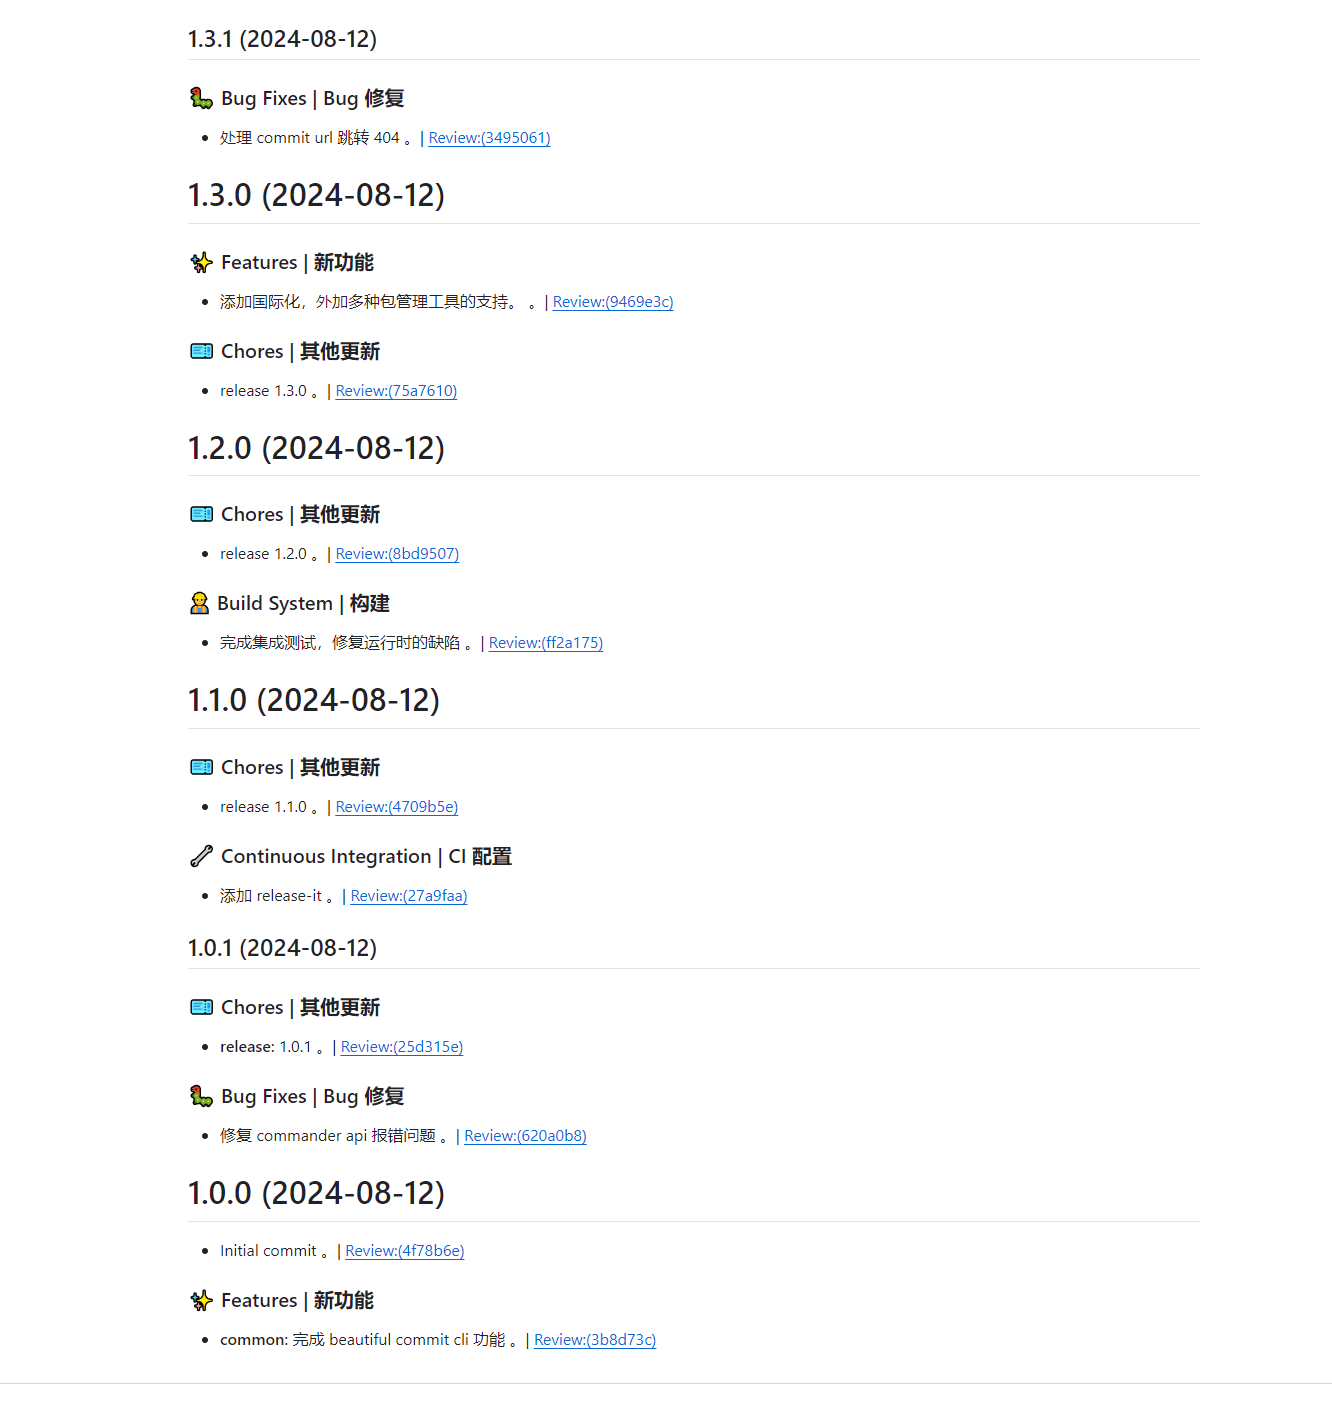 1.3.1 (2024-08-12)
🐛 Bug Fixes | Bug 修复
处理 commit url 跳转 404 。| Review:(3495061)
1.3.0 (2024-08-12)
✨ Features | 新功能
添加国际化，外加多种包管理工具的支持。 。| Review:(9469e3c)
🎫 Chores | 其他更新
release 1.3.0 。| Review:(75a7610)
1.2.0 (2024-08-12)
🎫 Chores | 其他更新
release 1.2.0 。| Review:(8bd9507)
👷 Build System | 构建
完成集成测试，修复运行时的缺陷 。| Review:(ff2a175)
1.1.0 (2024-08-12)
🎫 Chores | 其他更新
release 1.1.0 。| Review:(4709b5e)
🔧 Continuous Integration | CI 配置
添加 release-it 。| Review:(27a9faa)
1.0.1 (2024-08-12)
🎫 Chores | 其他更新
release: 1.0.1 。| Review:(25d315e)
🐛 Bug Fixes | Bug 修复
修复 commander api 报错问题 。| Review:(620a0b8)
1.0.0 (2024-08-12)
Initial commit 。| Review:(4f78b6e)
✨ Features | 新功能
common: 完成 beautiful commit cli 功能 。| Review:(3b8d73c)